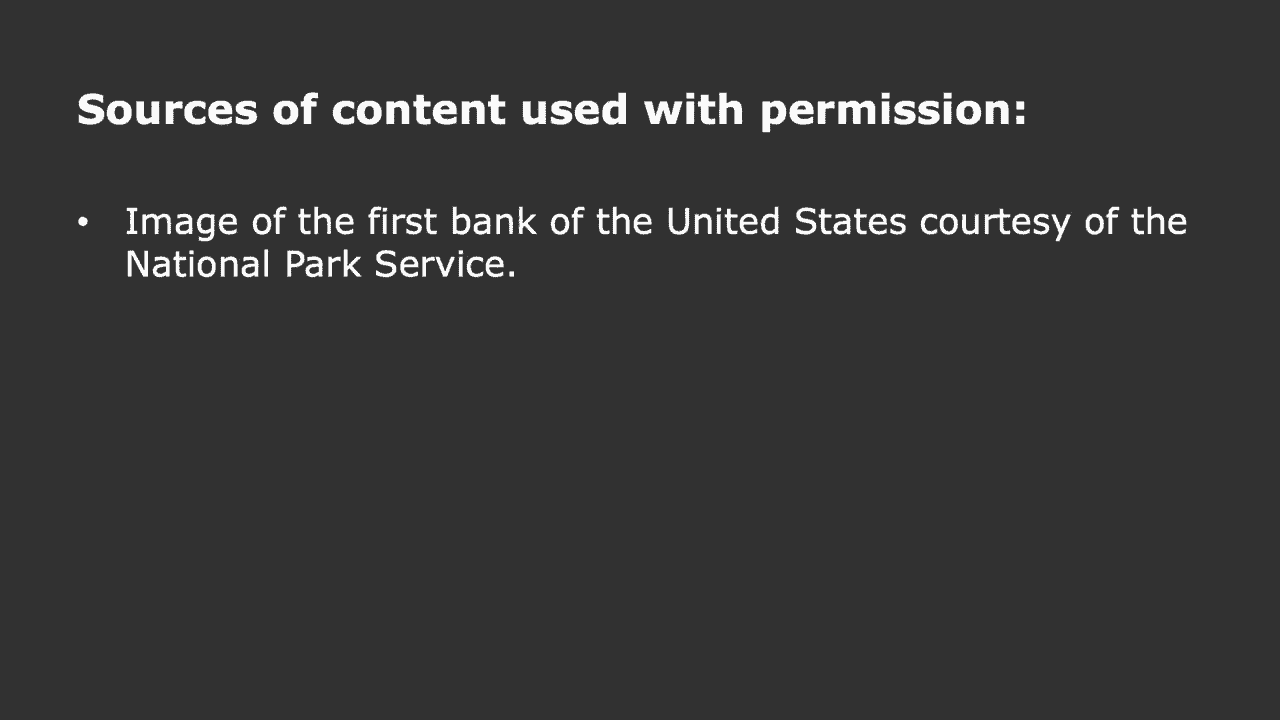 Sources of content used with permission:
• Image of the first bank of the United States courtesy of the
National Park Service.